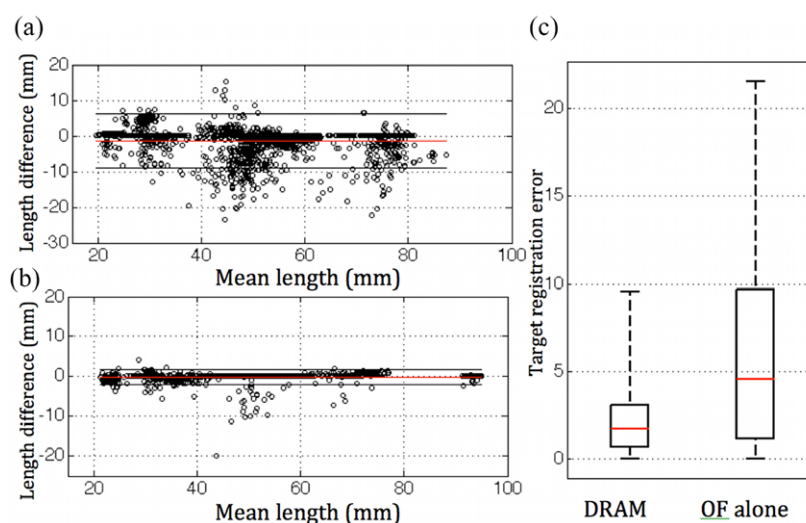 (a)
Length difference (mm)
20
10
0
-10
-20
-30
20 40 60 80 100
Mean length (mm)
(b)
Length difference (mm)
20
10
0
-10
-20
20 40 60 80 100
Mean length (mm)
(c)
Target registration error
20
15
10
5
0
DRAM OF alone